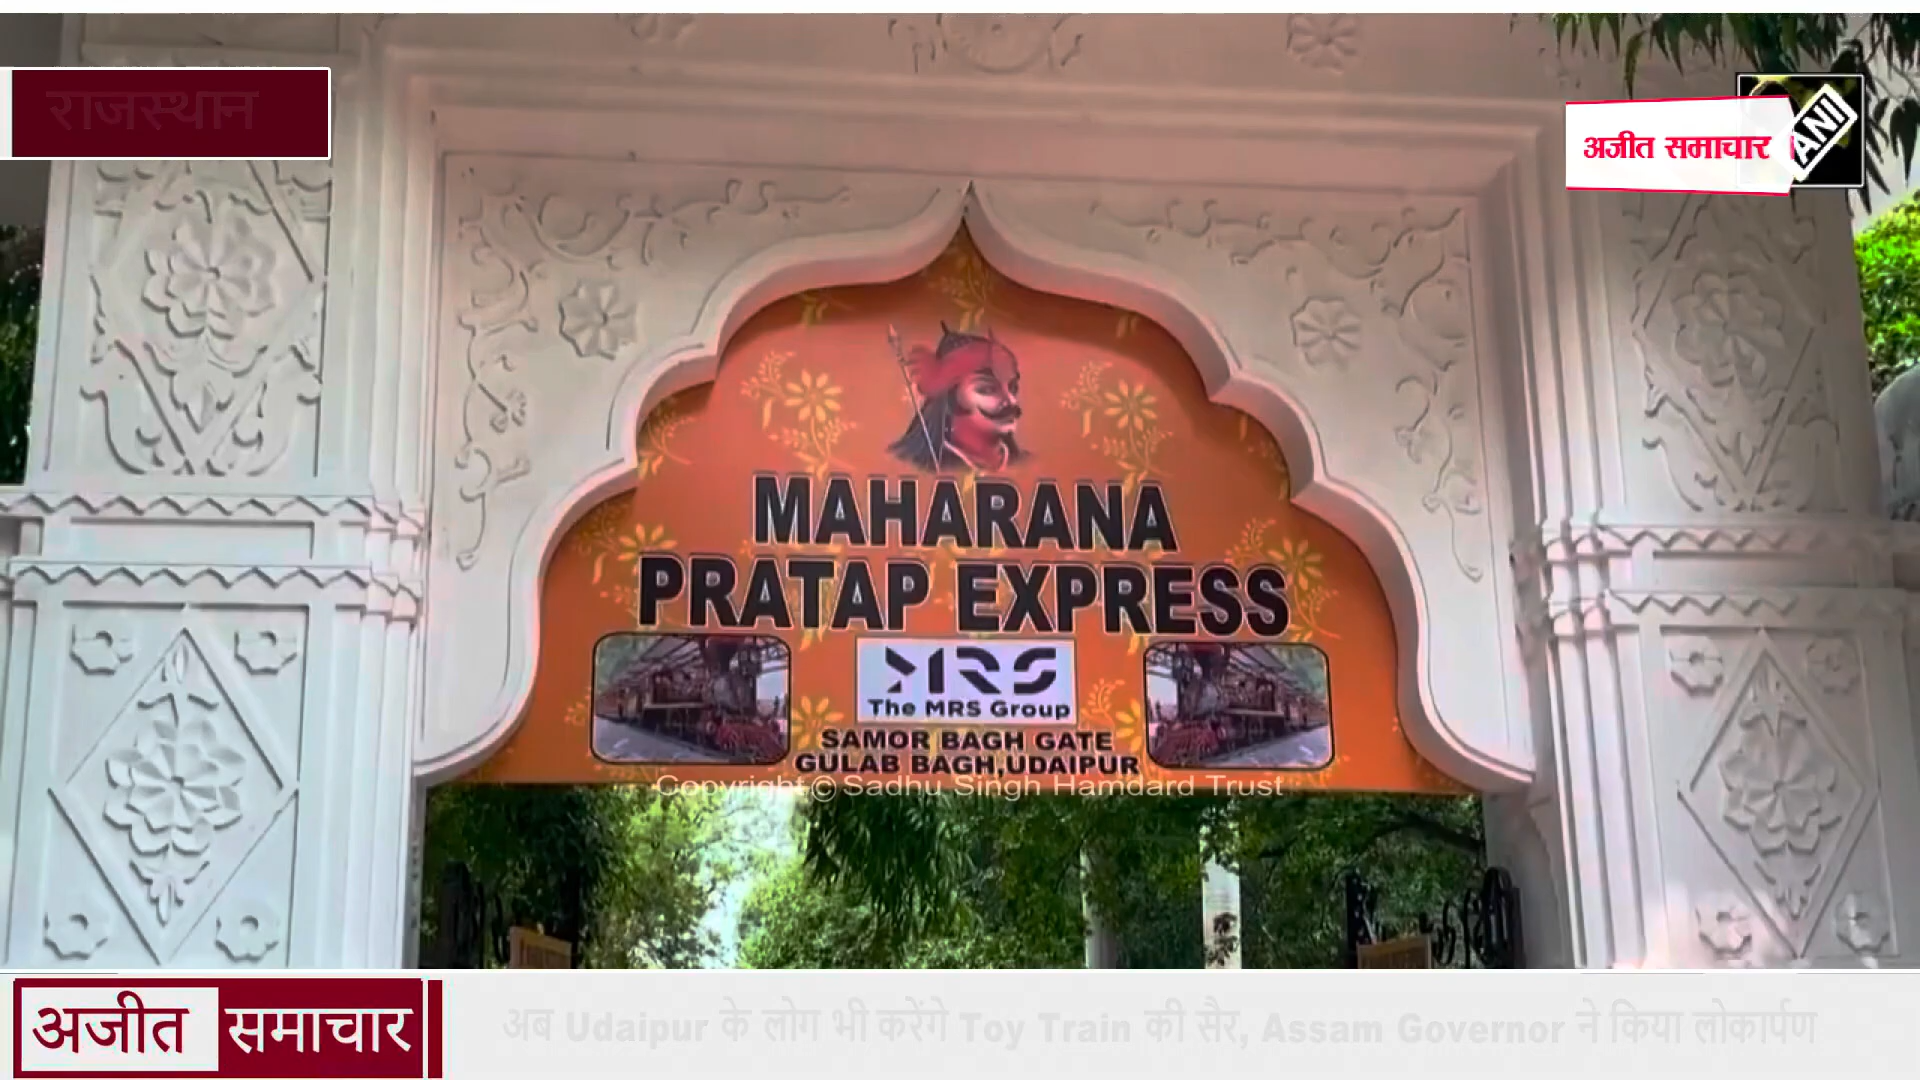 राजस्थान
ANI
अजीत समाचार
MAHARANA
PRATAP EXPRESS
MRS
The MRS Group
SAMOR BAGH GATE
GULAB BAGH,UDAIPUR
Copyright © Sadhu Singh Hamdard Trust
अजीत समाचार
अब Udaipur के लोग भी करेंगे Toy Train की सैर, Assam Governor ने किया लोकार्पण